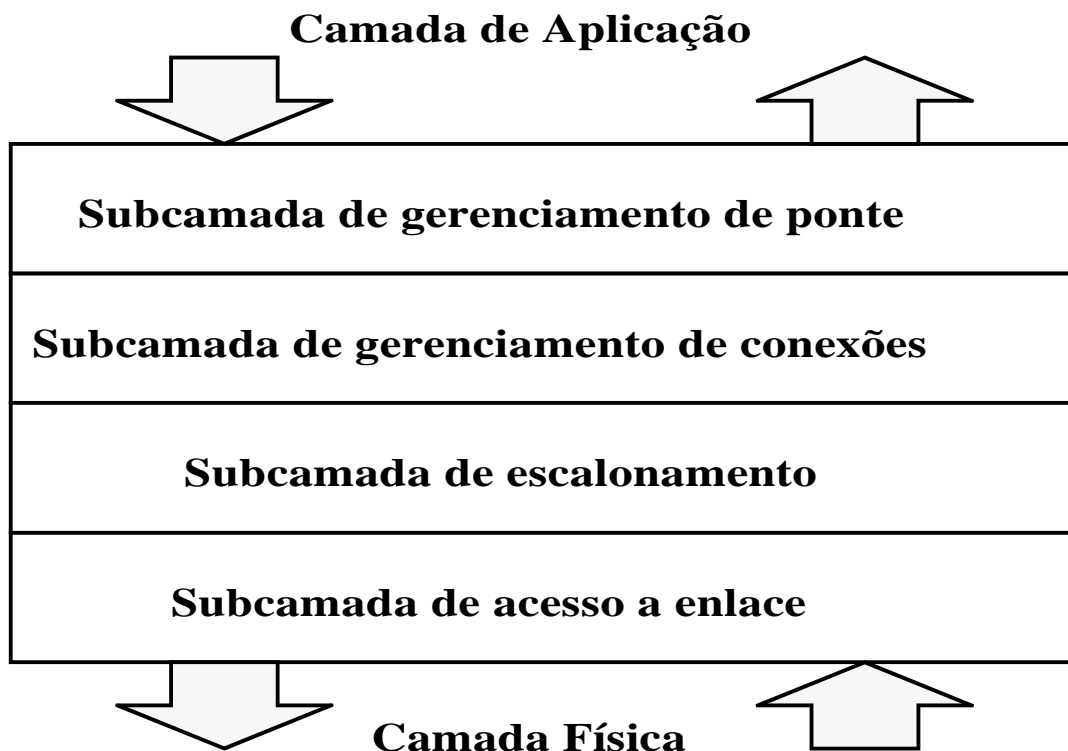 Camada de Aplicação
Subcamada de gerenciamento de ponte
Subcamada de gerenciamento de conexões
Subcamada de escalonamento
Subcamada de acesso a enlace
Camada Física